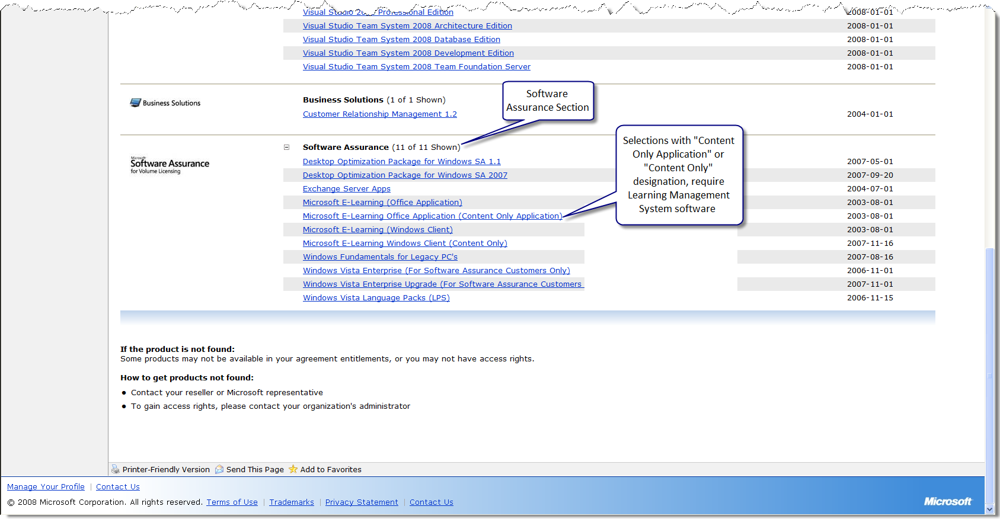 Visual Studio 200 Professional Edition 2008-01-01
Visual Studio Team System 2008 Architecture Edition 2008-01-01
Visual Studio Team System 2008 Database Edition 2008-01-01
Visual Studio Team System 2008 Development Edition 2008-01-01
Visual Studio Team System 2008 Team Foundation Server 2008-01-01
Software
Assurance Section
Business Solutions
Business Solutions (1 of 1 Shown)
Customer Relationship Management 1.2 2004-01-01
Selections with "Content
Only Application" or
"Content Only"
designation, require
Learning Management
System software
Microsoft
Software Assurance
for Volume Licensing
Software Assurance (11 of 11 Shown)
Desktop Optimization Package for Windows SA 1.1 2007-05-01
Desktop Optimization Package for Windows SA 2007 2007-09-20
Exchange Server Apps 2004-07-01
Microsoft E-Learning (Office Application) 2003-08-01
Microsoft E-Learning Office Application (Content Only Application) 2003-08-01
Microsoft E-Learning (Windows Client) 2003-08-01
Microsoft E-Learning Windows Client (Content Only) 2007-11-16
Windows Fundamentals for Legacy PC's 2007-08-16
Windows Vista Enterprise (For Software Assurance Customers Only) 2006-11-01
Windows Vista Enterprise Upgrade (For Software Assurance Customers 2007-11-01
Windows Vista Language Packs (LPS) 2006-11-15
If the product is not found:
Some products may not be available in your agreement entitlements, or you may not have access rights.
How to get products not found:
● Contact your reseller or Microsoft representative
● To gain access rights, please contact your organization's administrator
Printer-Friendly Version Send This Page Add to Favorites
Manage Your Profile | Contact Us
© 2008 Microsoft Corporation. All rights reserved. Terms of Use | Trademarks | Privacy Statement | Contact Us
Microsoft